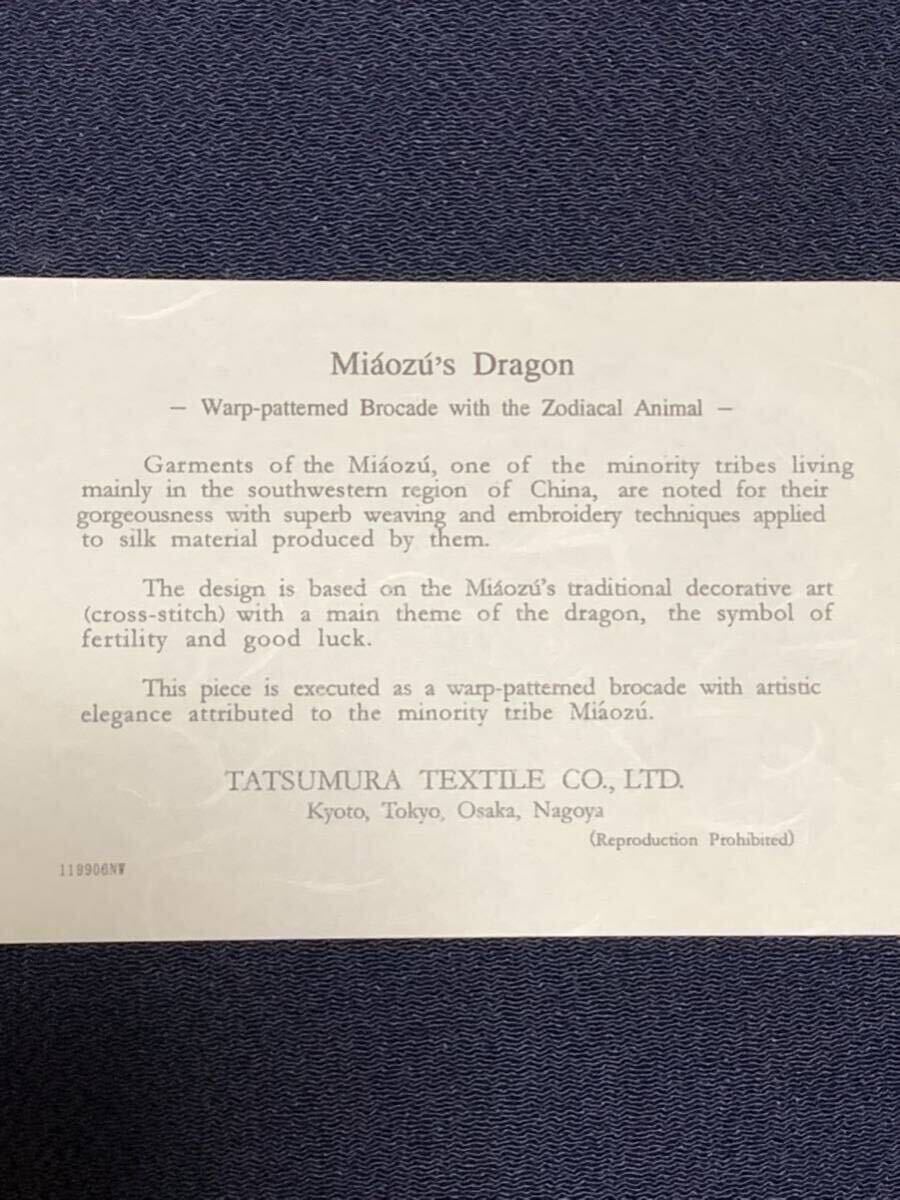 Miáozú's Dragon
– Warp-patterned Brocade with the Zodiacal Animal –
Garments of the Miáozú, one of the minority tribes living
mainly in the southwestern region of China, are noted for their
gorgeousness with superb weaving and embroidery techniques applied
to silk material produced by them.
The design is based on the Miáozú's traditional decorative art
(cross-stitch) with a main theme of the dragon, the symbol of
fertility and good luck.
This piece is executed as a warp-patterned brocade with artistic
elegance attributed to the minority tribe Miáozú.
TATSUMURA TEXTILE CO., LTD.
Kyoto, Tokyo, Osaka, Nagoya
(Reproduction Prohibited)
119906NW